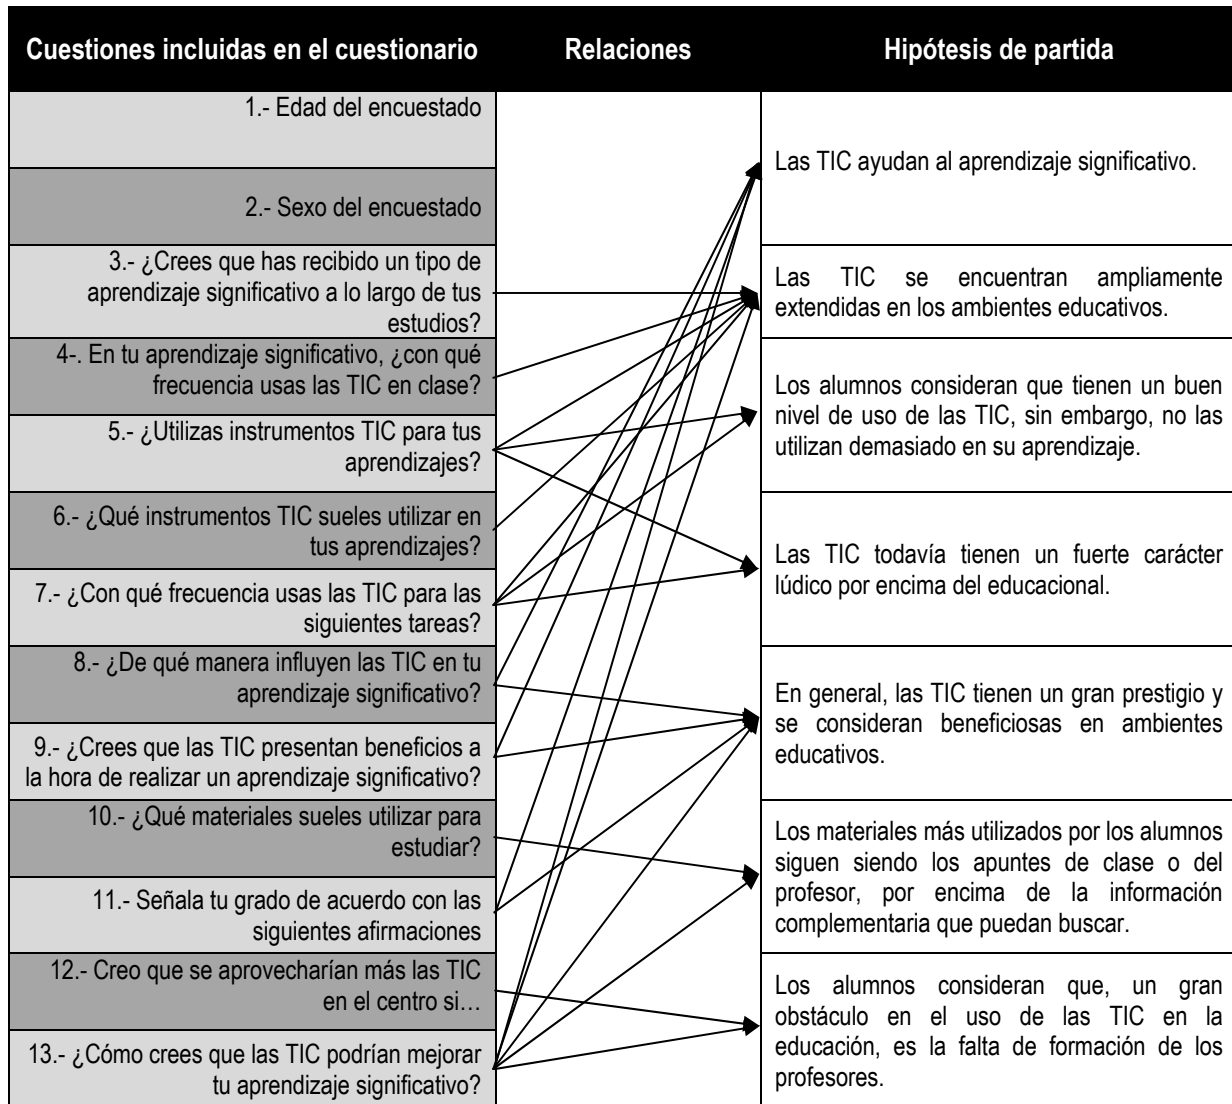 Cuestiones incluidas en el cuestionario
Relaciones
Hipótesis de partida
1.- Edad del encuestado
2.- Sexo del encuestado
3.- ¿Crees que has recibido un tipo de
aprendizaje significativo a lo largo de tus
estudios?
4-. En tu aprendizaje significativo, ¿con qué
frecuencia usas las TIC en clase?
5.- ¿Utilizas instrumentos TIC para tus
aprendizajes?
6.- ¿Qué instrumentos TIC sueles utilizar en
tus aprendizajes?
7.- ¿Con qué frecuencia usas las TIC para las
siguientes tareas?
8.- ¿De qué manera influyen las TIC en tu
aprendizaje significativo?
9.- ¿Crees que las TIC presentan beneficios a
la hora de realizar un aprendizaje significativo?
10.- ¿Qué materiales sueles utilizar para
estudiar?
11.- Señala tu grado de acuerdo con las
siguientes afirmaciones
12.- Creo que se aprovecharían más las TIC
en el centro si…
13.- ¿Cómo crees que las TIC podrían mejorar
tu aprendizaje significativo?
Las TIC ayudan al aprendizaje significativo.
Las TIC se encuentran ampliamente
extendidas en los ambientes educativos.
Los alumnos consideran que tienen un buen
nivel de uso de las TIC, sin embargo, no las
utilizan demasiado en su aprendizaje.
Las TIC todavía tienen un fuerte carácter
lúdico por encima del educacional.
En general, las TIC tienen un gran prestigio y
se consideran beneficiosas en ambientes
educativos.
Los materiales más utilizados por los alumnos
siguen siendo los apuntes de clase o del
profesor, por encima de la información
complementaria que puedan buscar.
Los alumnos consideran que, un gran
obstáculo en el uso de las TIC en la
educación, es la falta de formación de los
profesores.